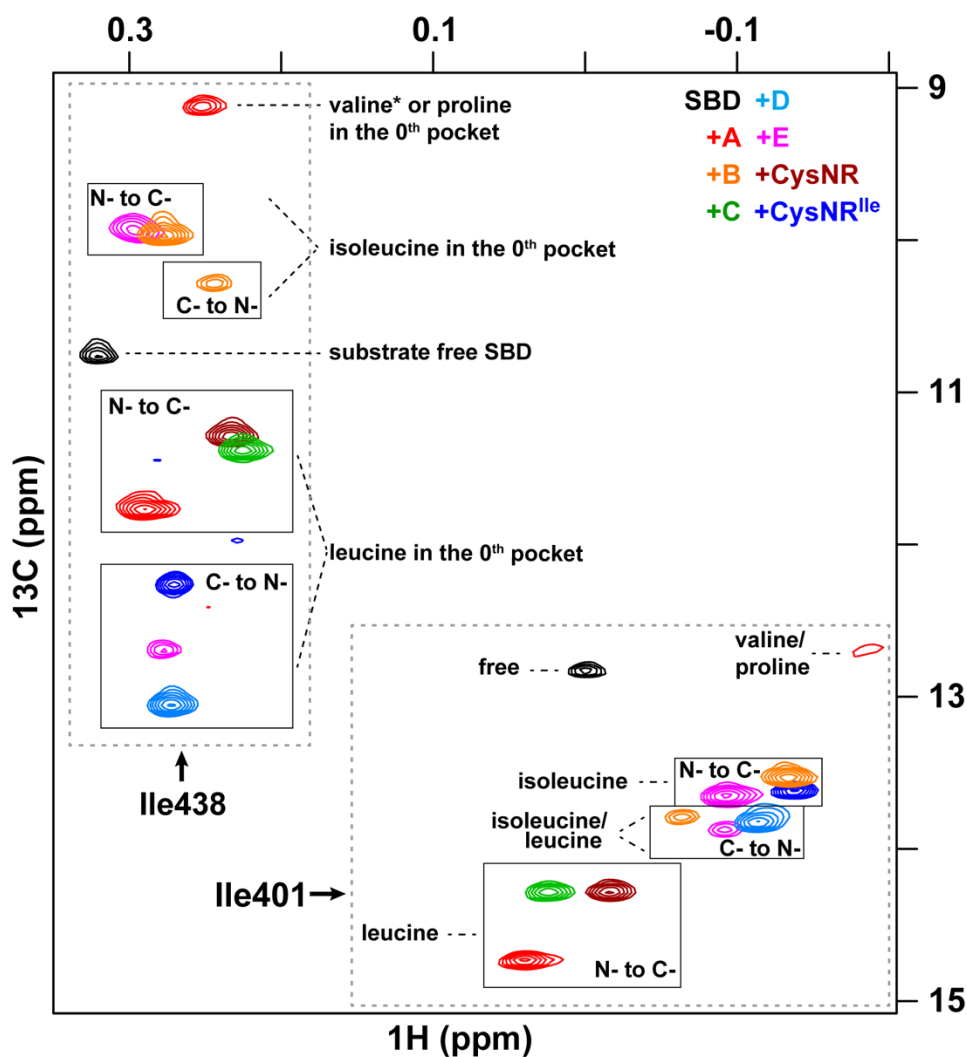 0.3 0.1 -0.1
9
valine* or proline
in the 0th pocket
SBD +D
+A +E
+B +CysNR
+C +CysNRIle
N- to C-
isoleucine in the 0th pocket
C- to N-
substrate free SBD
11
N- to C-
leucine in the 0th pocket
C- to N-
13C (ppm)
free
valine/
proline
13
Ile438
isoleucine
N- to C-
isoleucine/
leucine
C- to N-
Ile401
leucine
N- to C-
15
1H (ppm)